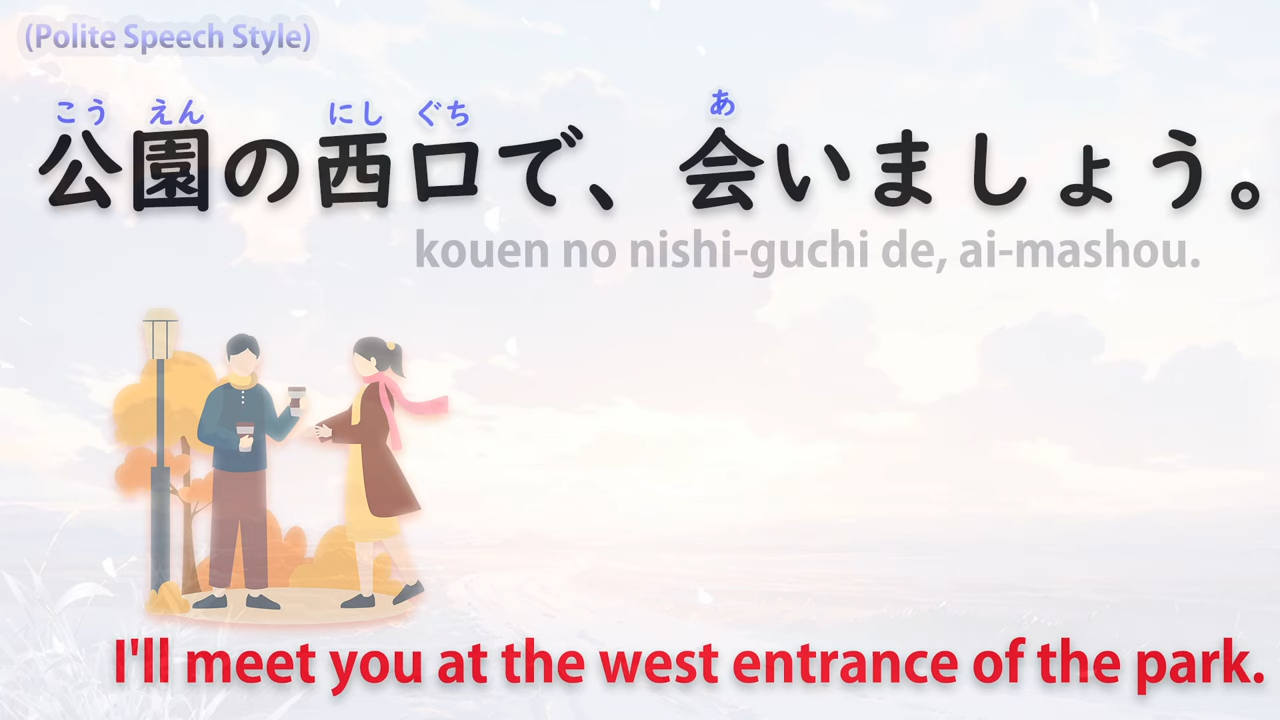 (Polite Speech Style)
こう えん にし ぐち あ
公園の西口で、会いましょう。
kouen no nishi-guchi de, ai-mashou.
I'll meet you at the west entrance of the park.